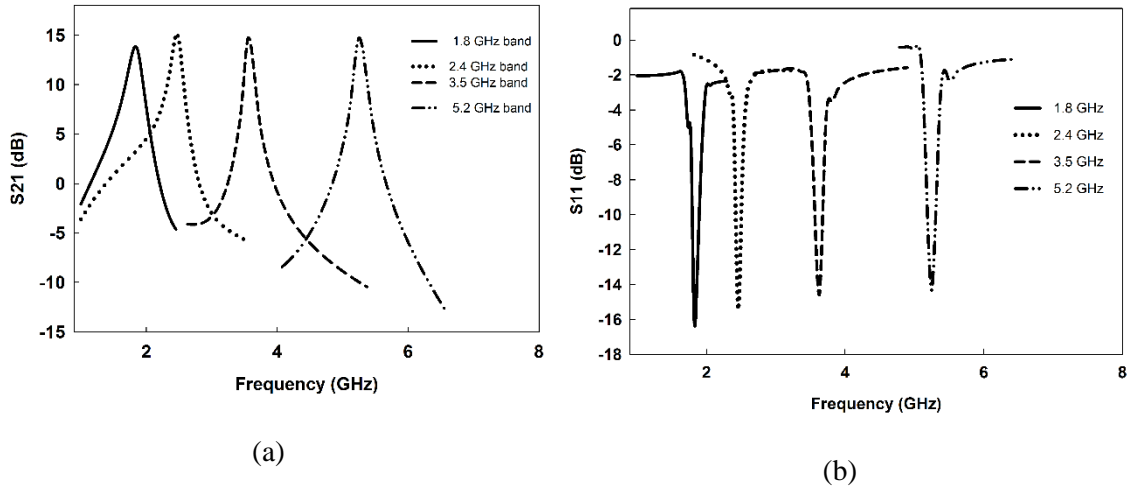 15
10
5
0
-5
-10
-15
S21 (dB)
2
4
6
8
Frequency (GHz)
1.8 GHz band
2.4 GHz band
3.5 GHz band
5.2 GHz band
(a)
0
-2
-4
-6
-8
-10
-12
-14
-16
-18
S11 (dB)
2
4
6
8
Frequency (GHz)
1.8 GHz
2.4 GHz
3.5 GHz
5.2 GHz
(b)